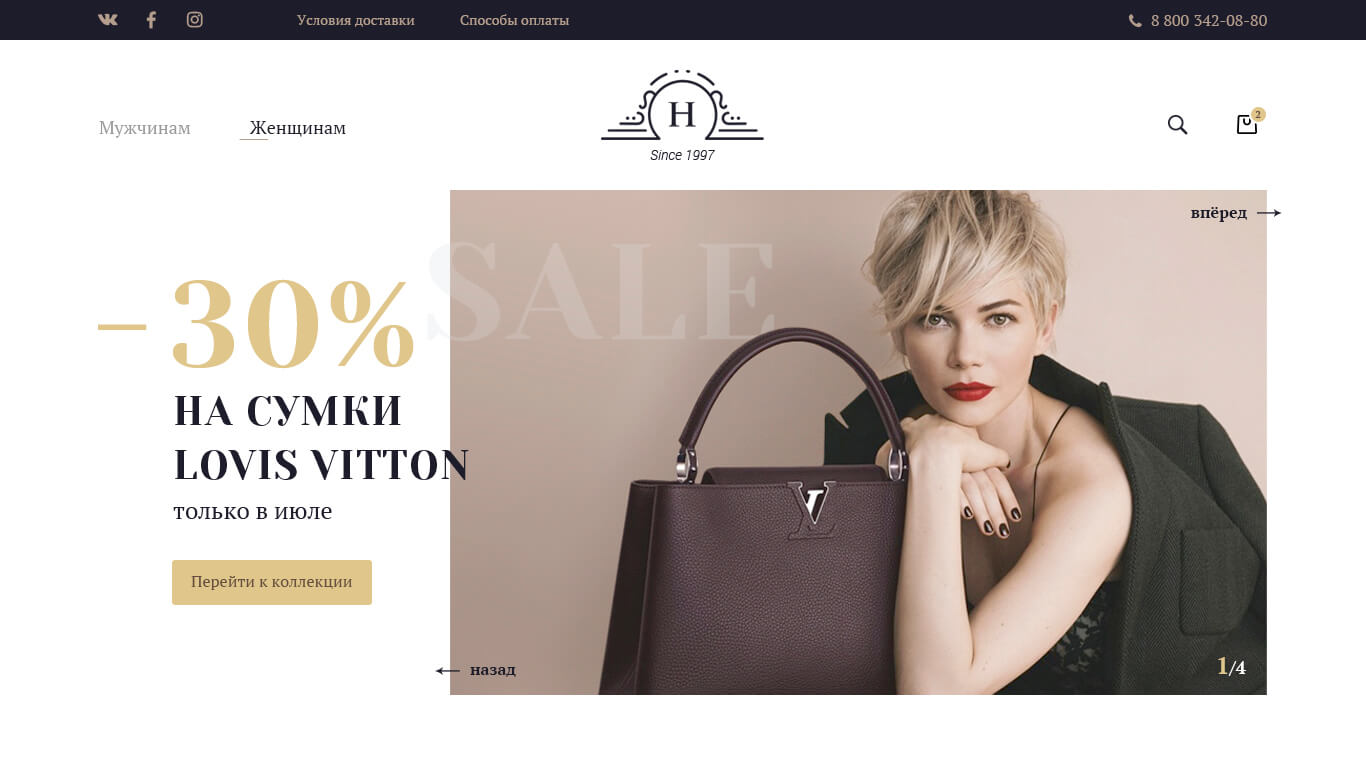 Условия доставки
Способы оплаты
8 800 342-08-80
Мужчинам
Женщинам
H
Since 1997
2
вперёд
SALE
–30%
НА СУМКИ
LOVIS VITTON
только в июле
Перейти к коллекции
LV
назад
1/4